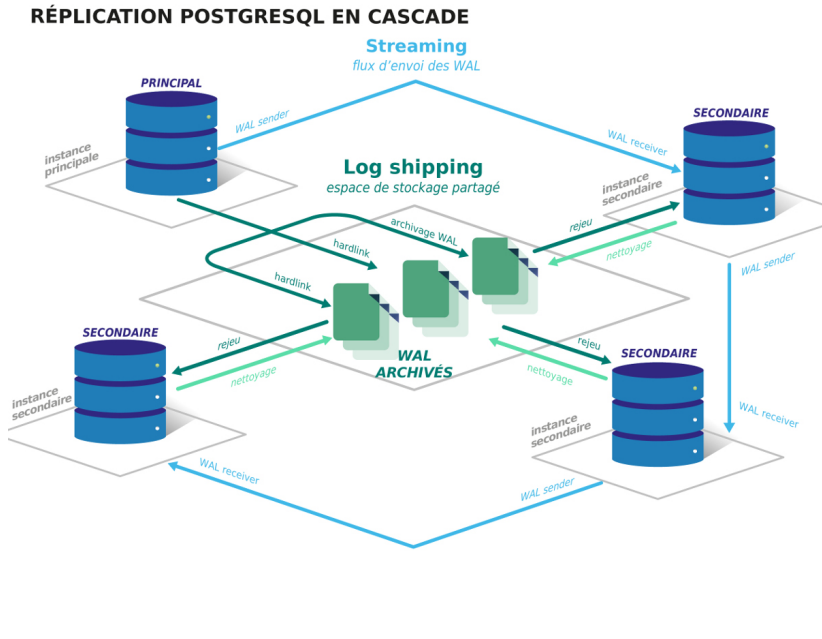 RÉPLICATION POSTGRESQL EN CASCADE
Streaming
flux d’envoi des WAL
PRINCIPAL
WAL sender
instance
principale
SECONDAIRE
WAL receiver
instance
secondaire
Log shipping
espace de stockage partagé
archivage WAL
hardlink
hardlink
rejeu
nettoyage
WAL sender
WAL
ARCHIVÉS
SECONDAIRE
rejeu
nettoyage
instance
secondaire
rejeu
nettoyage
SECONDAIRE
instance
secondaire
WAL receiver
WAL receiver
WAL sender